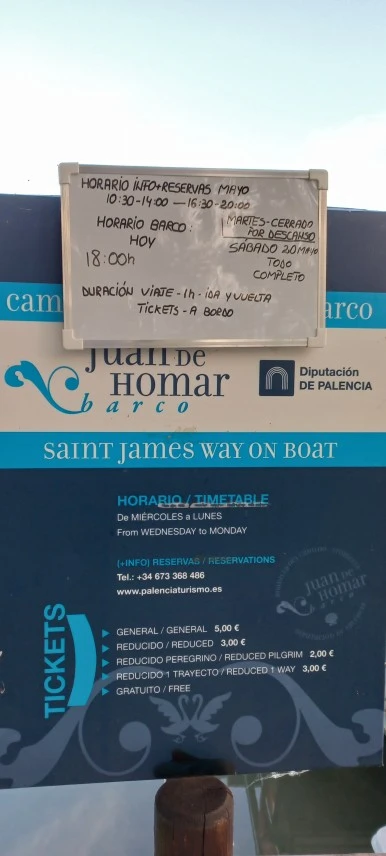 HORARIO INFO+RESERVAS MAYO
10:30-14:00 — 16:30-20:00
HORARIO BARCO:
HOY
18:00h
MARTES-CERRADO
POR DESCANSO
SÁBADO 20 MAYO
TODO
COMPLETO
DURACIÓN VIAJE-1h-IDA Y VUELTA
TICKETS-A BORDO
cam
arco
Juan DE
HOMAR
barco
Diputación
DE PALENCIA
SAINT JAMES WAY ON BOAT
HORARIO / TIMETABLE
De MIÉRCOLES a LUNES
From WEDNESDAY to MONDAY
(+INFO) RESERVAS / RESERVATIONS
Tel.: +34 673 368 486
www.palenciaturismo.es
Juan DE
HOMAR
barco
TICKETS
GENERAL / GENERAL 5,00 €
REDUCIDO / REDUCED 3,00 €
REDUCIDO PEREGRINO / REDUCED PILGRIM 2,00 €
REDUCIDO 1 TRAYECTO / REDUCED 1 WAY 3,00 €
GRATUITO / FREE